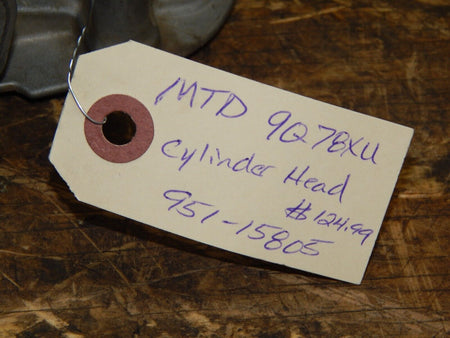 MTD 9Q78XU
Cylinder Head
$124.99
951-15805